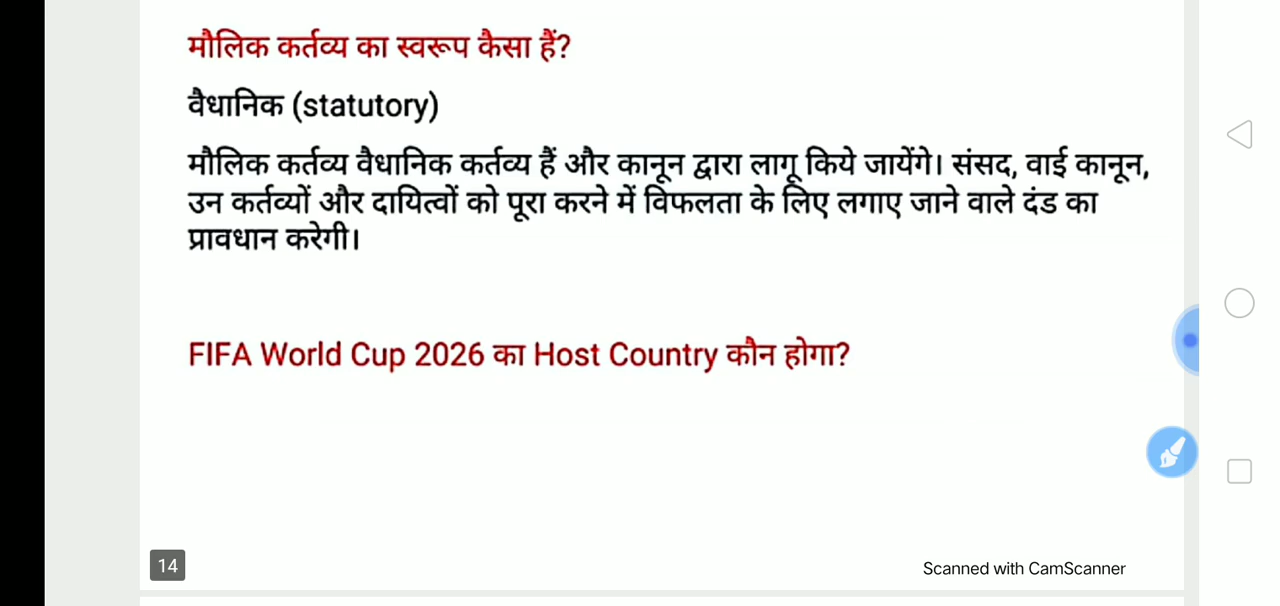 मौलिक कर्तव्य का स्वरूप कैसा हैं?
वैधानिक (statutory)
मौलिक कर्तव्य वैधानिक कर्तव्य हैं और कानून द्वारा लागू किये जायेंगे। संसद, वाई कानून,
उन कर्तव्यों और दायित्वों को पूरा करने में विफलता के लिए लगाए जाने वाले दंड का
प्रावधान करेगी।
FIFA World Cup 2026 का Host Country कौन होगा?
14
Scanned with CamScanner